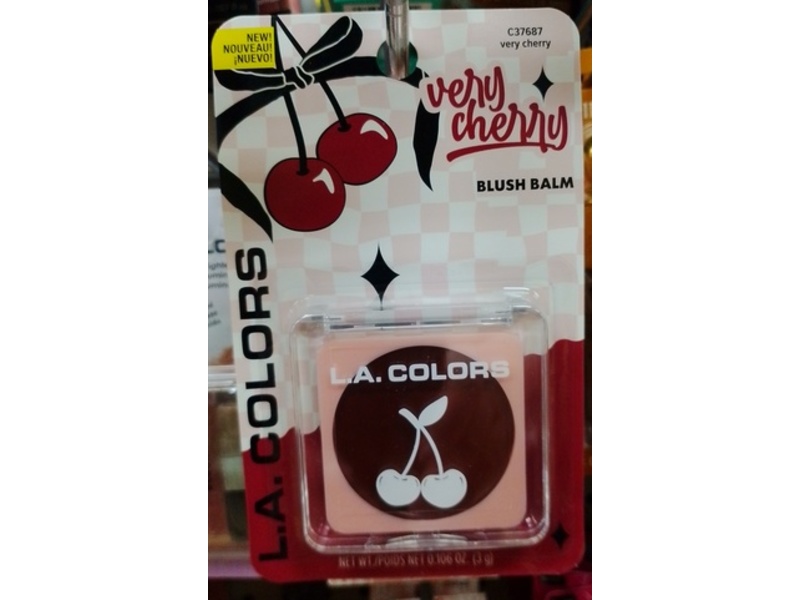 NEW!
NOUVEAU!
¡NUEVO!
C37687
very cherry
very
cherry
BLUSH BALM
L.A. COLORS
L.A. COLORS
NET WT./POIDS NET 0.106 OZ. (3 g)